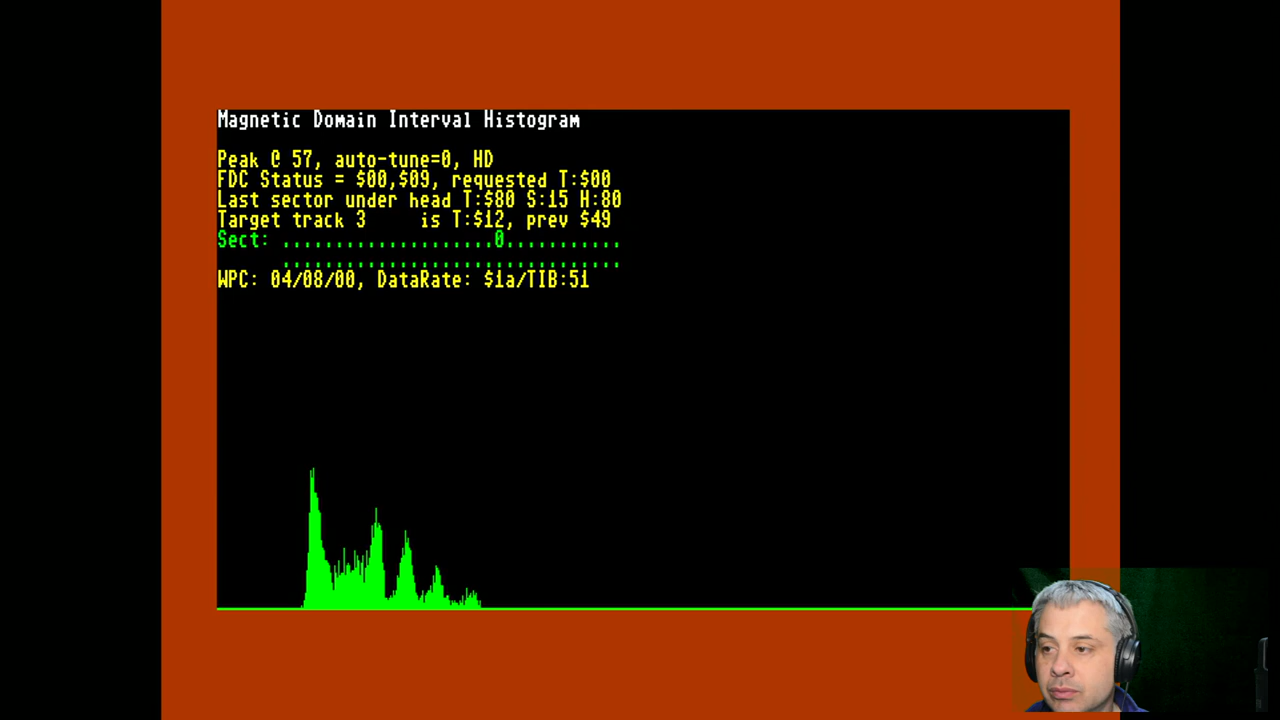 Magnetic Domain Interval Histogram
Peak @ 57, auto-tune=0, HD
FDC Status = $00,$09, requested T:$00
Last sector under head T:$80 S:15 H:80
Target track 3     is T:$12, prev $49
Sect: ....................0...........
................................
WPC: 04/08/00, DataRate: $1a/TIB:51